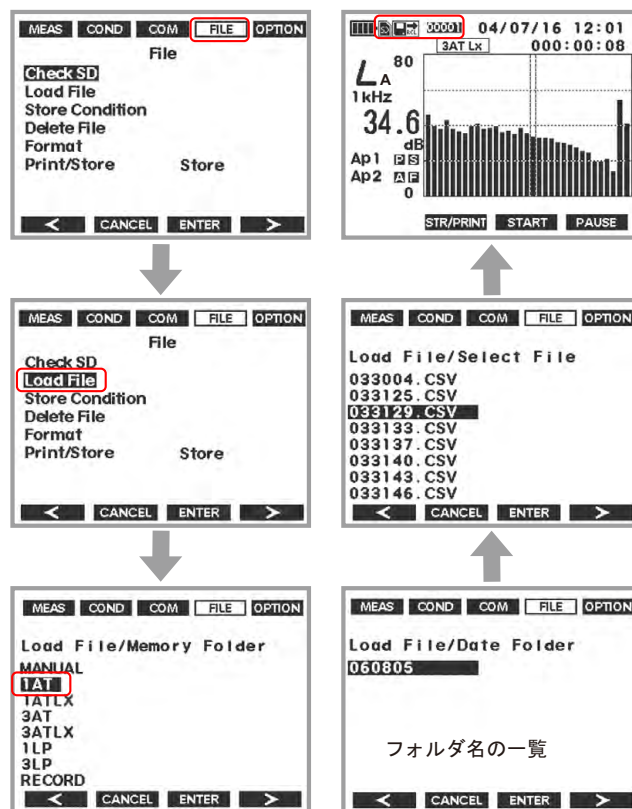 MEAS COND COM FILE OPTION
File
Check SD
Load File
Store Condition
Delete File
Format
Print/Store Store
< CANCEL ENTER >
MEAS COND COM FILE OPTION
File
Check SD
Load File
Store Condition
Delete File
Format
Print/Store Store
< CANCEL ENTER >
MEAS COND COM FILE OPTION
Load File/Memory Folder
MANUAL
1AT
1ATLX
3AT
3ATLX
1LP
3LP
RECORD
< CANCEL ENTER >
MEAS COND COM FILE OPTION
Load File/Date Folder
060805
フォルダ名の一覧
< CANCEL ENTER >
MEAS COND COM FILE OPTION
Load File/Select File
033004.CSV
033125.CSV
033129.CSV
033133.CSV
033137.CSV
033140.CSV
033143.CSV
033146.CSV
< CANCEL ENTER >
00001 04/07/16 12:01
3AT Lx 000:00:08
80
LA
1kHz
34.6
dB
Ap1 P S
Ap2 A F
0
STR/PRINT START PAUSE